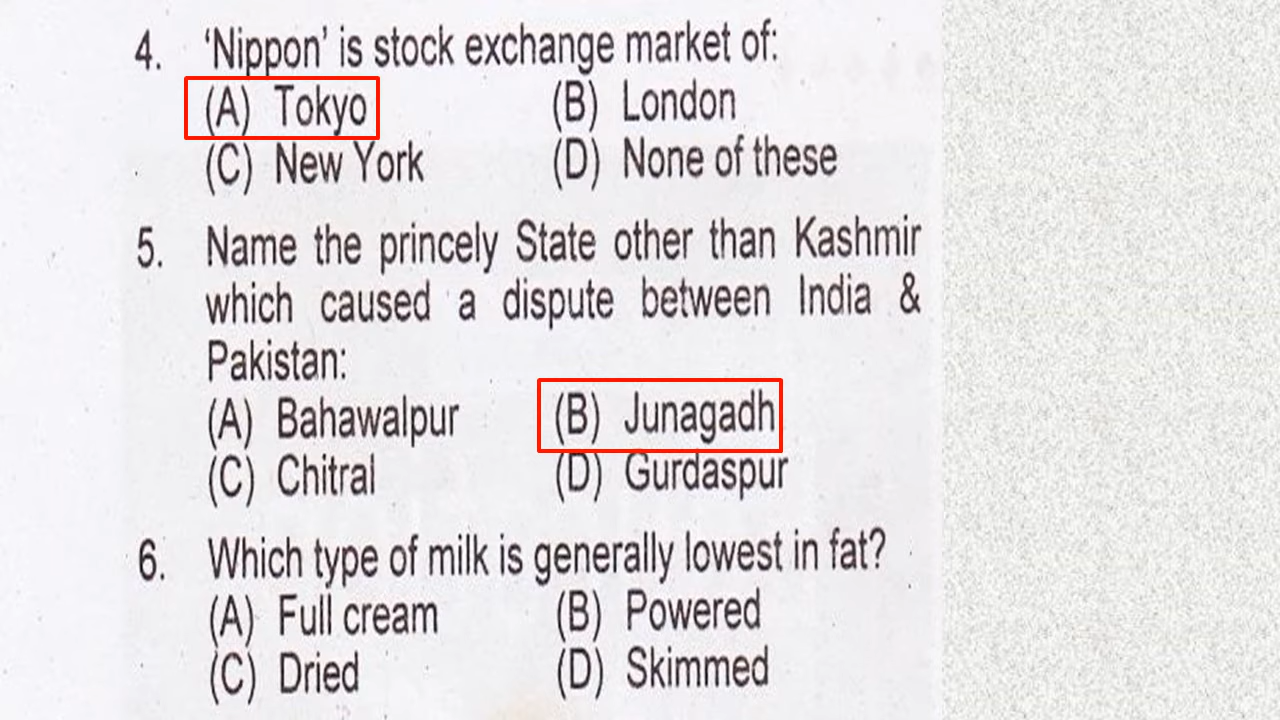 4. 'Nippon' is stock exchange market of:
(A) Tokyo (B) London
(C) New York (D) None of these
5. Name the princely State other than Kashmir
which caused a dispute between India &
Pakistan:
(A) Bahawalpur (B) Junagadh
(C) Chitral (D) Gurdaspur
6. Which type of milk is generally lowest in fat?
(A) Full cream (B) Powered
(C) Dried (D) Skimmed